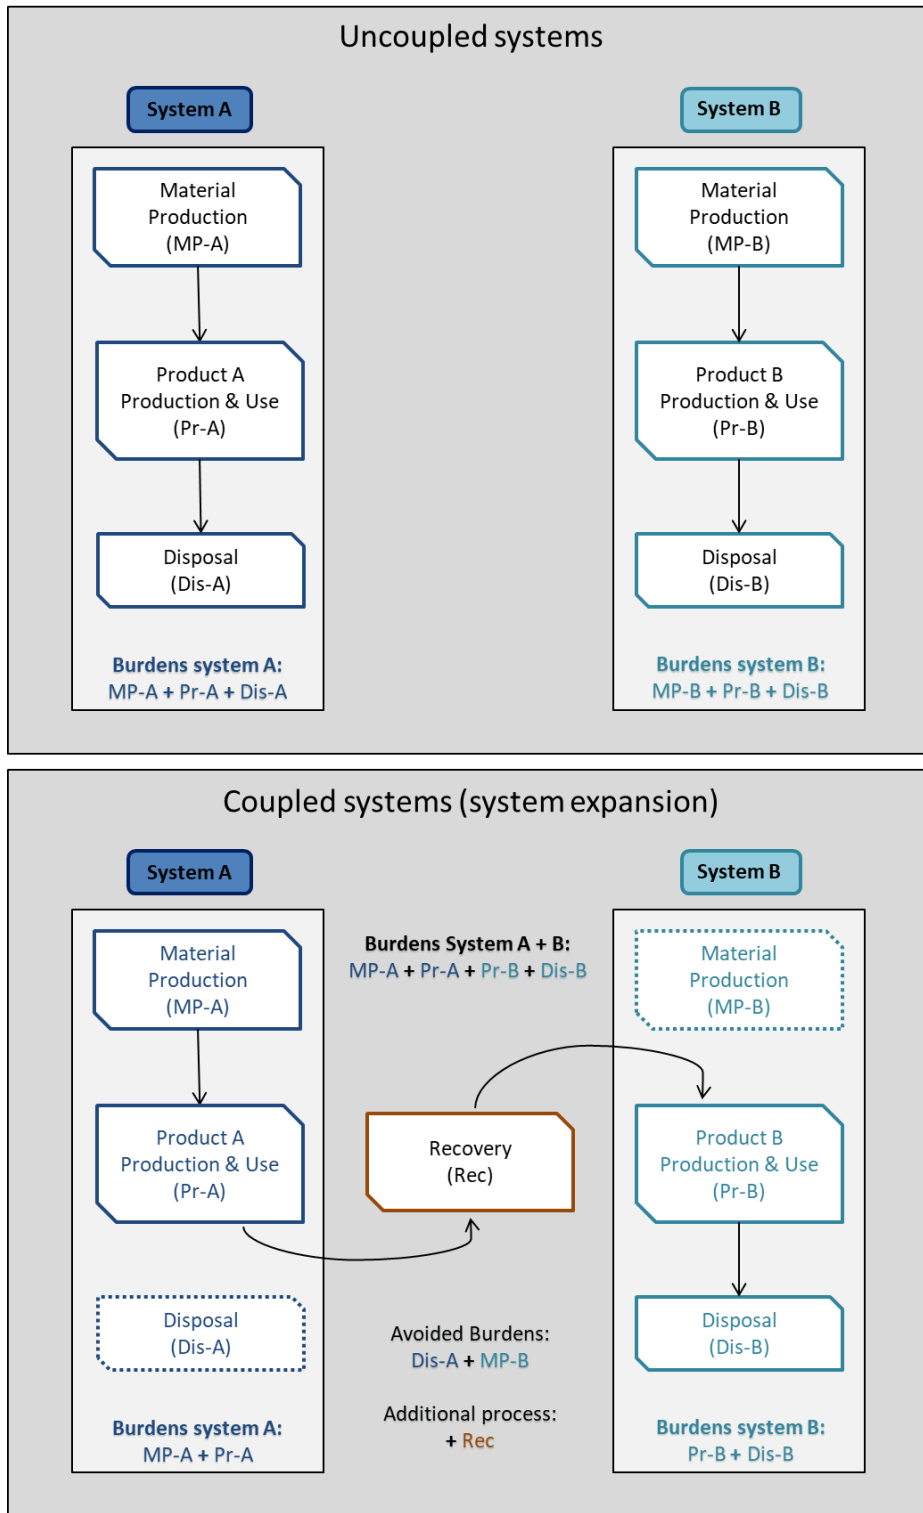 Uncoupled systems
System A
System B
Material
Production
(MP-A)
Product A
Production & Use
(Pr-A)
Disposal
(Dis-A)
Burdens system A:
MP-A + Pr-A + Dis-A
Material
Production
(MP-B)
Product B
Production & Use
(Pr-B)
Disposal
(Dis-B)
Burdens system B:
MP-B + Pr-B + Dis-B
Coupled systems (system expansion)
System A
System B
Material
Production
(MP-A)
Product A
Production & Use
(Pr-A)
Disposal
(Dis-A)
Burdens system A:
MP-A + Pr-A
Burdens System A + B:
MP-A + Pr-A + Pr-B + Dis-B
Recovery
(Rec)
Avoided Burdens:
Dis-A + MP-B
Additional process:
+ Rec
Material
Production
(MP-B)
Product B
Production & Use
(Pr-B)
Disposal
(Dis-B)
Burdens system B:
Pr-B + Dis-B